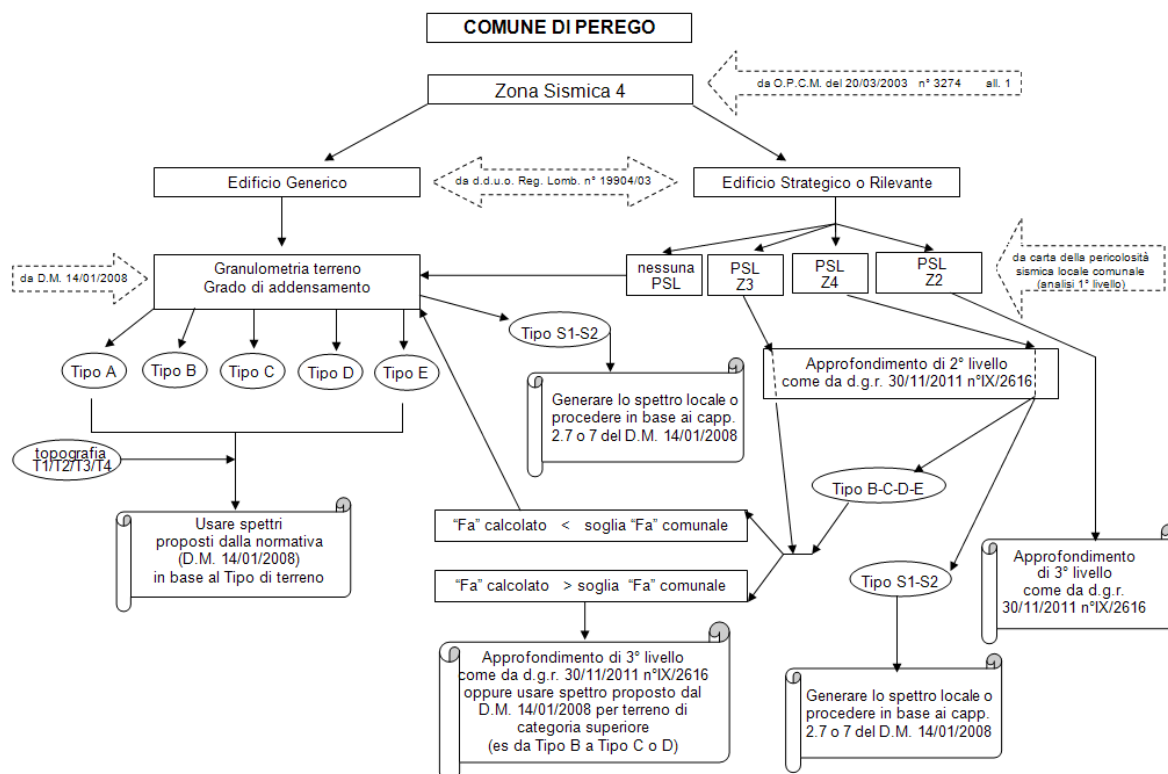 COMUNE DI PEREGO
Zona Sismica 4
da O.P.C.M. del 20/03/2003 n° 3274 all. 1
Edificio Generico
da d.d.u.o. Reg. Lomb. n° 19904/03
Edificio Strategico o Rilevante
da D.M. 14/01/2008
Granulometria terreno
Grado di addensamento
nessuna
PSL
PSL
Z3
PSL
Z4
PSL
Z2
da carta della pericolosità
sismica locale comunale
(analisi 1° livello)
Tipo S1-S2
Tipo A
Tipo B
Tipo C
Tipo D
Tipo E
Approfondimento di 2° livello
come da d.g.r. 30/11/2011 n°IX/2616
Generare lo spettro locale o
procedere in base ai capp.
2.7 o 7 del D.M. 14/01/2008
topografia
T1/T2/T3/T4
Tipo B-C-D-E
Usare spettri
proposti dalla normativa
(D.M. 14/01/2008)
in base al Tipo di terreno
“Fa” calcolato < soglia “Fa” comunale
“Fa” calcolato > soglia “Fa” comunale
Tipo S1-S2
Approfondimento
di 3° livello
come da d.g.r.
30/11/2011 n°IX/2616
Approfondimento di 3° livello
come da d.g.r. 30/11/2011 n°IX/2616
oppure usare spettro proposto dal
D.M. 14/01/2008 per terreno di
categoria superiore
(es da Tipo B a Tipo C o D)
Generare lo spettro locale o
procedere in base ai capp.
2.7 o 7 del D.M. 14/01/2008